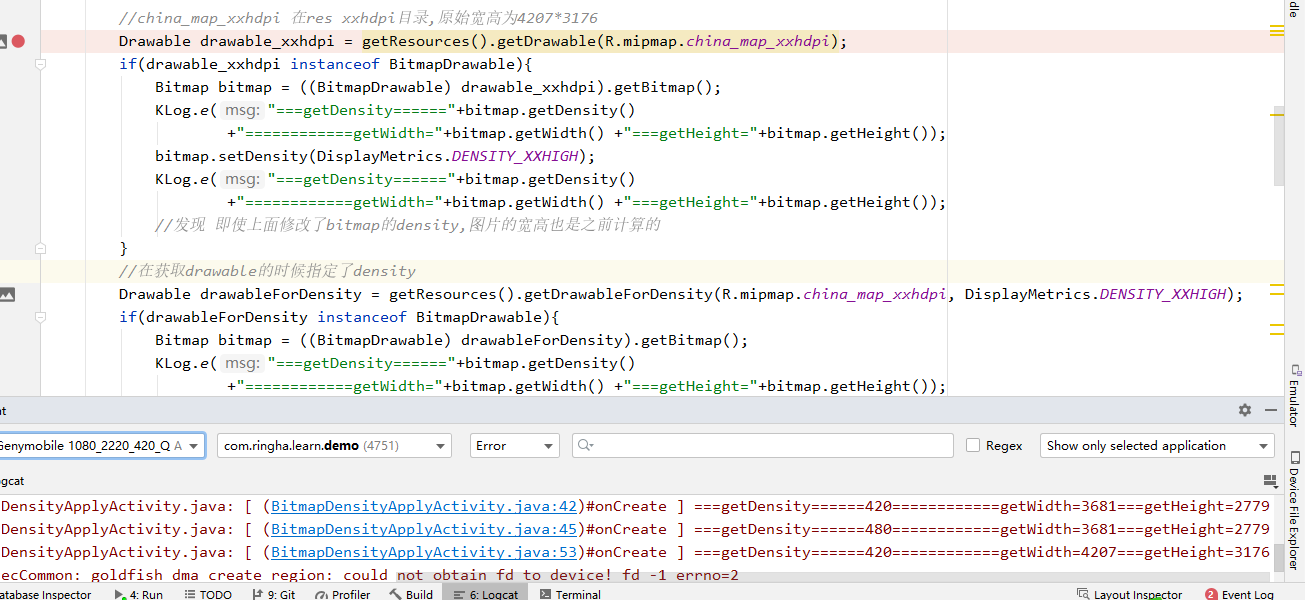 //china_map_xxhdpi 在res xxhdpi目录,原始宽高为4207*3176
Drawable drawable_xxhdpi = getResources().getDrawable(R.mipmap.china_map_xxhdpi);
if(drawable_xxhdpi instanceof BitmapDrawable){
Bitmap bitmap = ((BitmapDrawable) drawable_xxhdpi).getBitmap();
KLog.e( msg: "===getDensity======"+bitmap.getDensity()
+"============getWidth="+bitmap.getWidth() +"===getHeight="+bitmap.getHeight());
bitmap.setDensity(DisplayMetrics.DENSITY_XXHIGH);
KLog.e( msg: "===getDensity======"+bitmap.getDensity()
+"============getWidth="+bitmap.getWidth() +"===getHeight="+bitmap.getHeight());
//发现 即使上面修改了bitmap的density,图片的宽高也是之前计算的
}
//在获取drawable的时候指定了density
Drawable drawableForDensity = getResources().getDrawableForDensity(R.mipmap.china_map_xxhdpi, DisplayMetrics.DENSITY_XXHIGH);
if(drawableForDensity instanceof BitmapDrawable){
Bitmap bitmap = ((BitmapDrawable) drawableForDensity).getBitmap();
KLog.e( msg: "===getDensity======"+bitmap.getDensity()
+"============getWidth="+bitmap.getWidth() +"===getHeight="+bitmap.getHeight());
at
Genymobile 1080_2220_420_Q A
com.ringha.learn.demo (4751)
Error
Regex
Show only selected application
gcat
DensityApplyActivity.java: [ (BitmapDensityApplyActivity.java:42)#onCreate ] ===getDensity======420============getWidth=3681===getHeight=2779
DensityApplyActivity.java: [ (BitmapDensityApplyActivity.java:45)#onCreate ] ===getDensity======480============getWidth=3681===getHeight=2779
DensityApplyActivity.java: [ (BitmapDensityApplyActivity.java:53)#onCreate ] ===getDensity======420============getWidth=4207===getHeight=3176
ecCommon: goldfish dma create region: could not obtain fd to device! fd -1 errno=2
atabase Inspector
4: Run
TODO
9: Git
Profiler
Build
6: Logcat
Terminal
Layout Inspector
2 Event Log
dle
Emulator
Device File Explorer